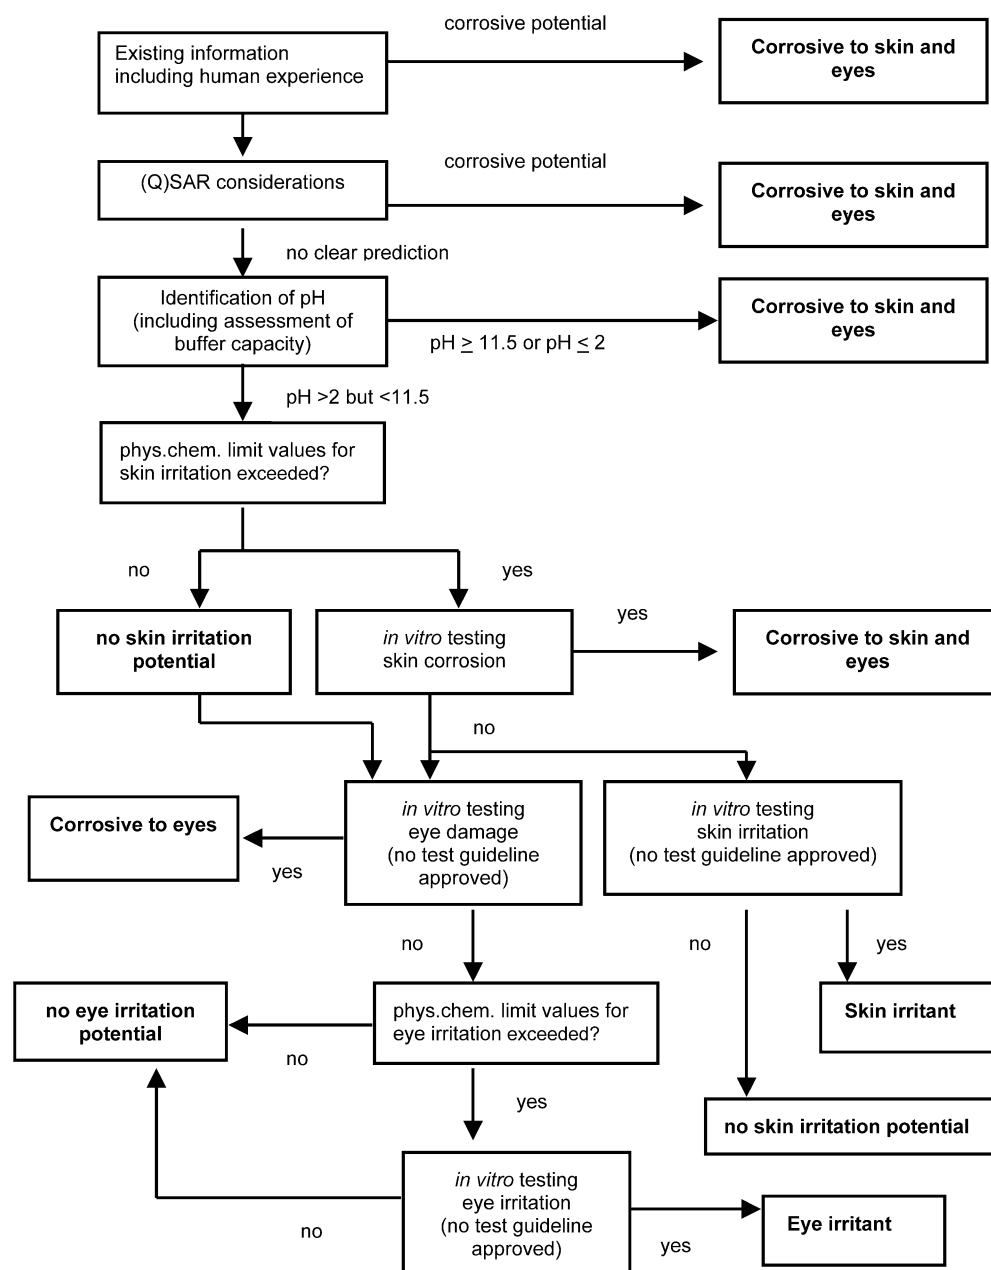 corrosive potential
Existing information
including human experience
Corrosive to skin and
eyes
corrosive potential
(Q)SAR considerations
Corrosive to skin and
eyes
no clear prediction
Identification of pH
(including assessment of
buffer capacity)
Corrosive to skin and
eyes
pH ≥ 11.5 or pH ≤ 2
pH >2 but <11.5
phys.chem. limit values for
skin irritation exceeded?
no
yes
no skin irritation
potential
in vitro testing
skin corrosion
yes
Corrosive to skin and
eyes
no
Corrosive to eyes
yes
in vitro testing
eye damage
(no test guideline
approved)
in vitro testing
skin irritation
(no test guideline approved)
no
no
yes
no eye irritation
potential
no
phys.chem. limit values for
eye irritation exceeded?
Skin irritant
yes
no skin irritation potential
in vitro testing
eye irritation
(no test guideline
approved)
no
yes
Eye irritant